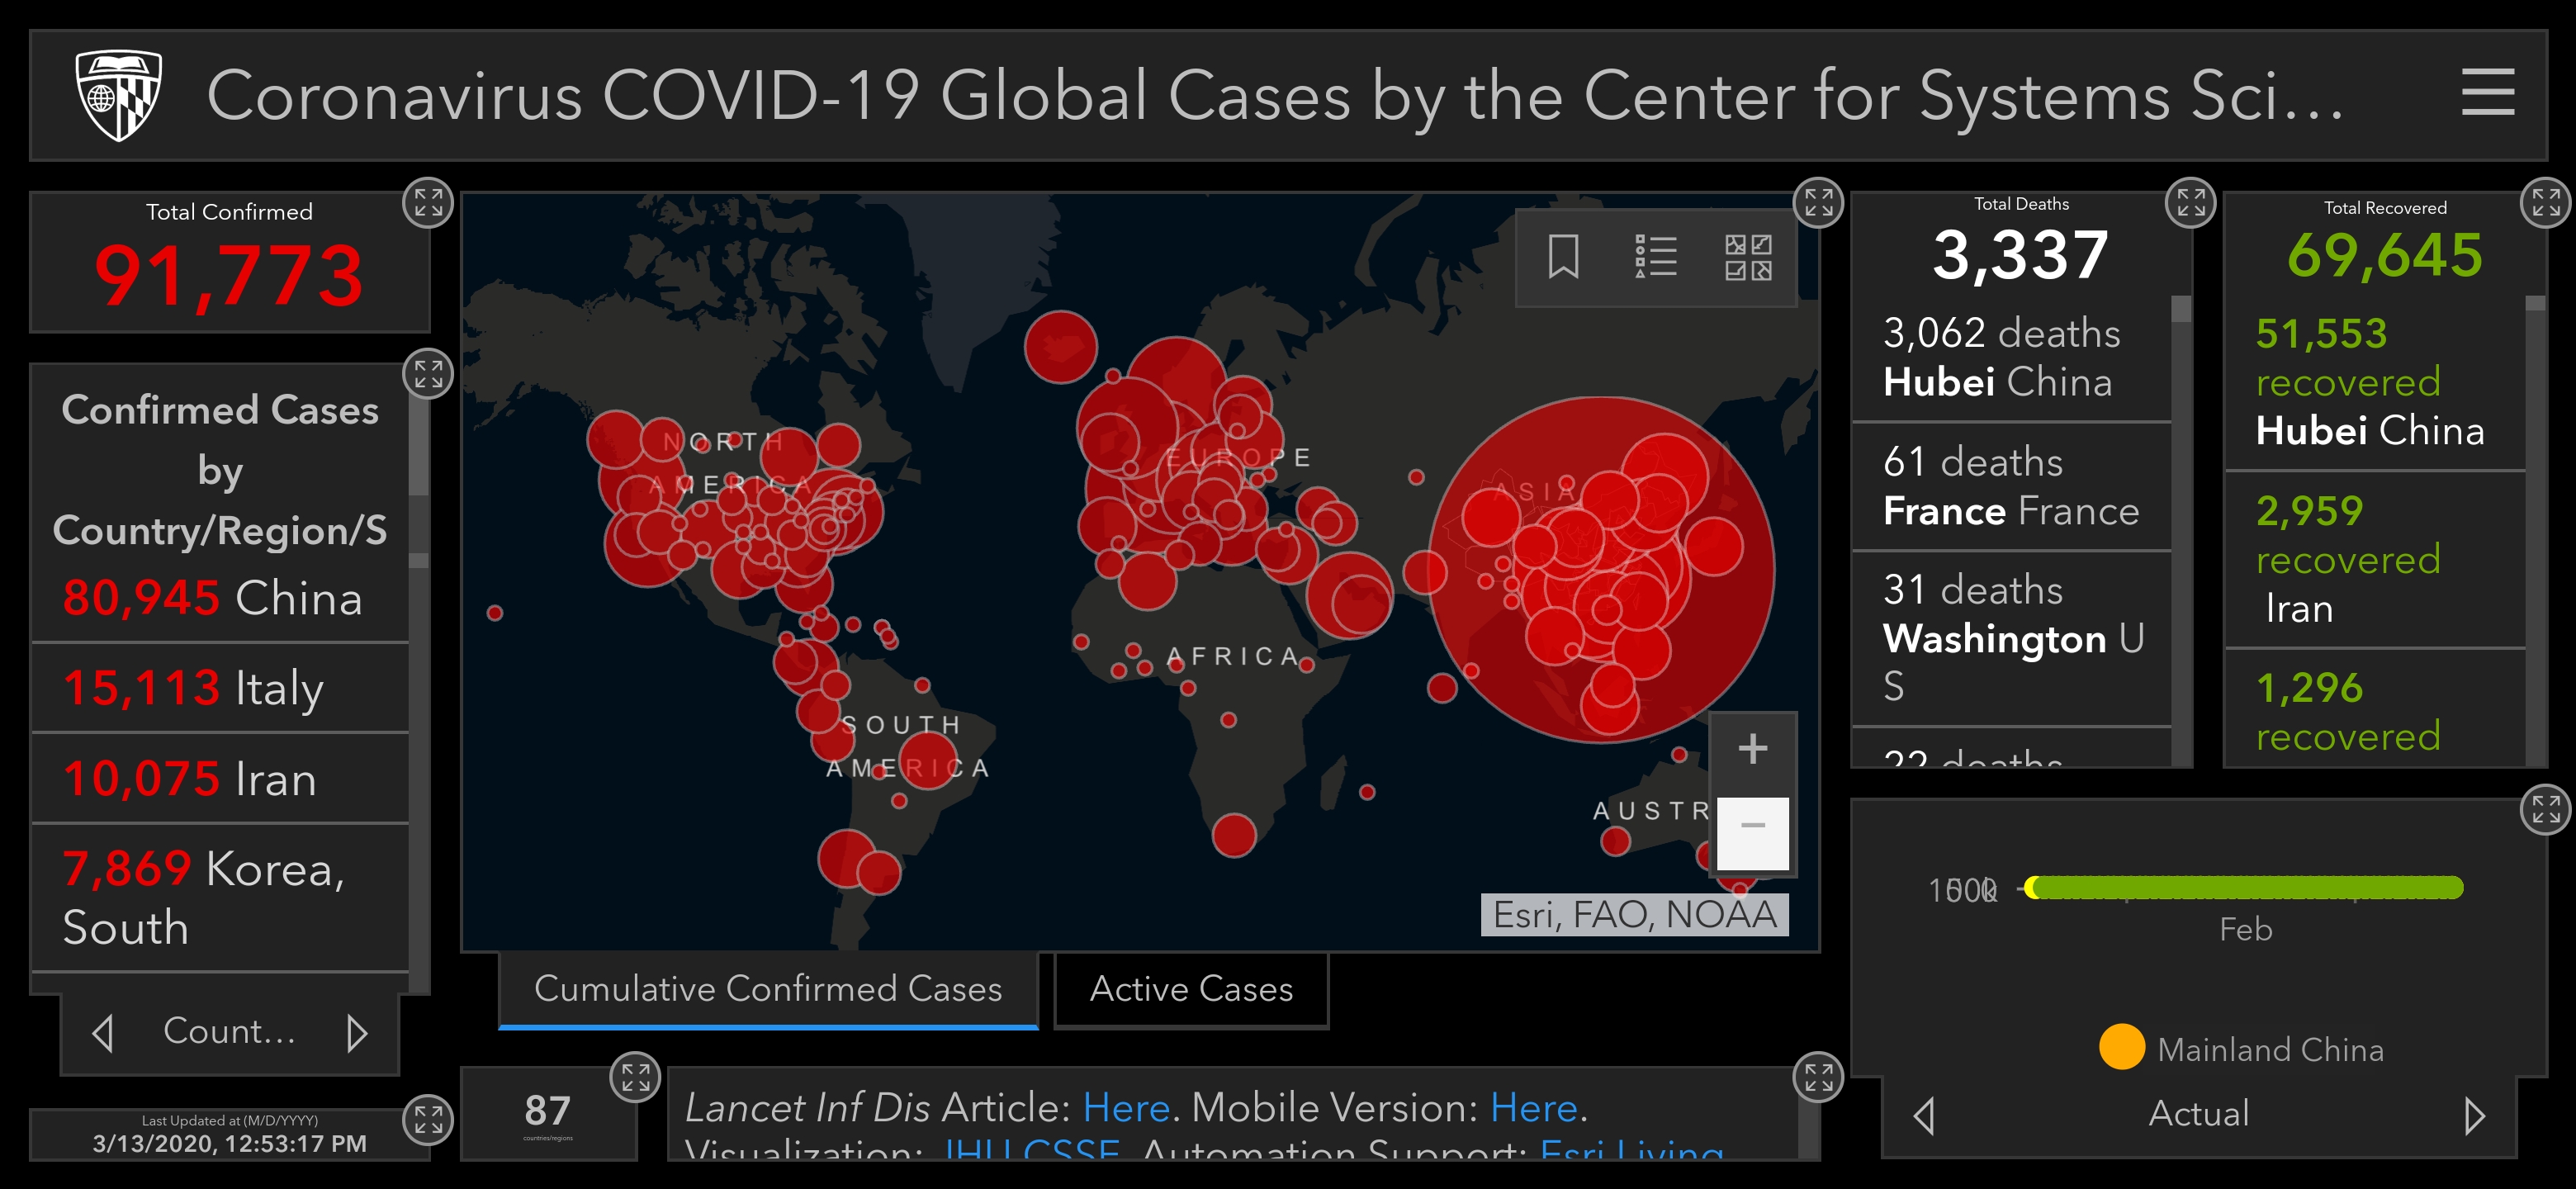 Coronavirus COVID-19 Global Cases by the Center for Systems Sci...
Total Confirmed
91,773
Confirmed Cases
by
Country/Region/S
80,945 China
15,113 Italy
10,075 Iran
7,869 Korea,
South
Count...
Last Updated at (M/D/YYYY)
3/13/2020, 12:53:17 PM
NORTH
AMERICA
EUROPE
ASIA
AFRICA
SOUTH
AMERICA
AUSTR
+
−
Esri, FAO, NOAA
Cumulative Confirmed Cases
Active Cases
87
countries/regions
Lancet Inf Dis Article: Here. Mobile Version: Here.
Visualization: JHU CSSE. Automation Support: Esri Living
Total Deaths
3,337
3,062 deaths
Hubei China
61 deaths
France France
31 deaths
Washington U
S
22 deaths
Total Recovered
69,645
51,553
recovered
Hubei China
2,959
recovered
Iran
1,296
recovered
Feb
Mainland China
Actual